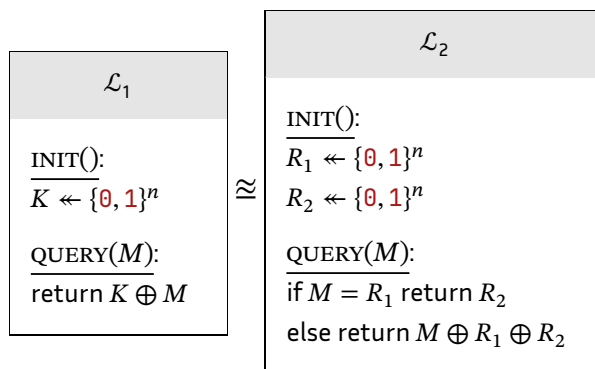 ℒ₁
INIT():
K ↞ {0, 1}ⁿ
QUERY(M):
return K ⊕ M
≊
ℒ₂
INIT():
R₁ ↞ {0, 1}ⁿ
R₂ ↞ {0, 1}ⁿ
QUERY(M):
if M = R₁ return R₂
else return M ⊕ R₁ ⊕ R₂